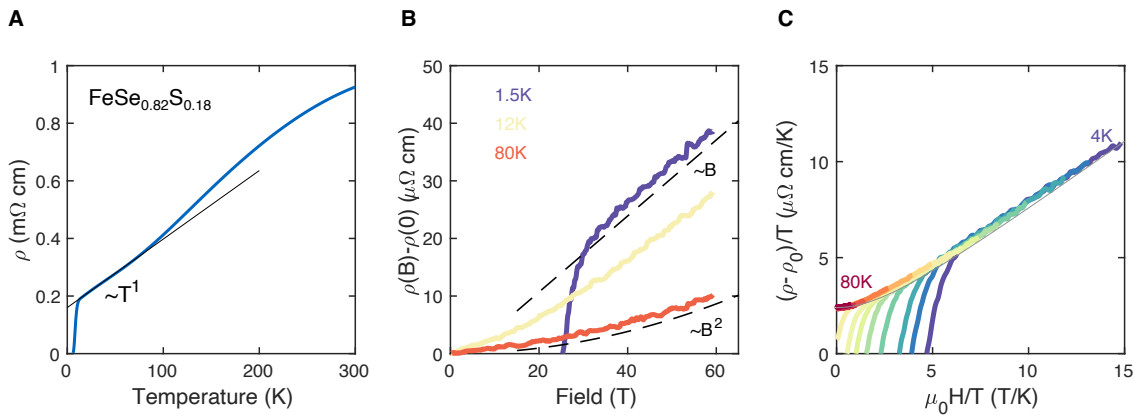 A
B
C
FeSe₀.₈₂S₀.₁₈
~T¹
ρ (mΩ cm)
1
0.8
0.6
0.4
0.2
0
0
100
200
300
Temperature (K)
1.5K
12K
80K
~B
~B²
ρ(B)-ρ(0) (μΩ cm)
50
40
30
20
10
0
0
20
40
60
Field (T)
4K
80K
(ρ- ρ₀)/T (μΩ cm/K)
15
10
5
0
0
5
10
15
μ₀H/T (T/K)